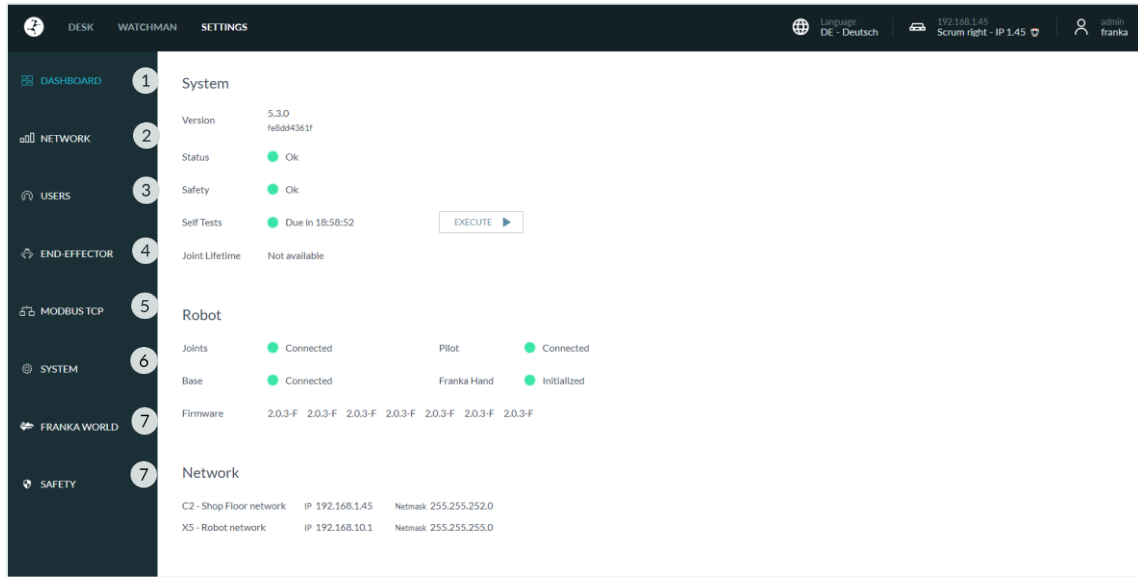 DESK WATCHMAN SETTINGS
Language
DE - Deutsch
192.168.1.45
Scrum right - IP 1.45
admin
franka
DASHBOARD 1
NETWORK 2
USERS 3
END-EFFECTOR 4
MODBUS TCP 5
SYSTEM 6
FRANKA WORLD 7
SAFETY 7
System
Version 5.3.0
fe8dd4361f
Status Ok
Safety Ok
Self Tests Due in 18:58:52 EXECUTE
Joint Lifetime Not available
Robot
Joints Connected Pilot Connected
Base Connected Franka Hand Initialized
Firmware 2.0.3-F 2.0.3-F 2.0.3-F 2.0.3-F 2.0.3-F 2.0.3-F 2.0.3-F
Network
C2 - Shop Floor network IP 192.168.1.45 Netmask 255.255.252.0
X5 - Robot network IP 192.168.10.1 Netmask 255.255.255.0